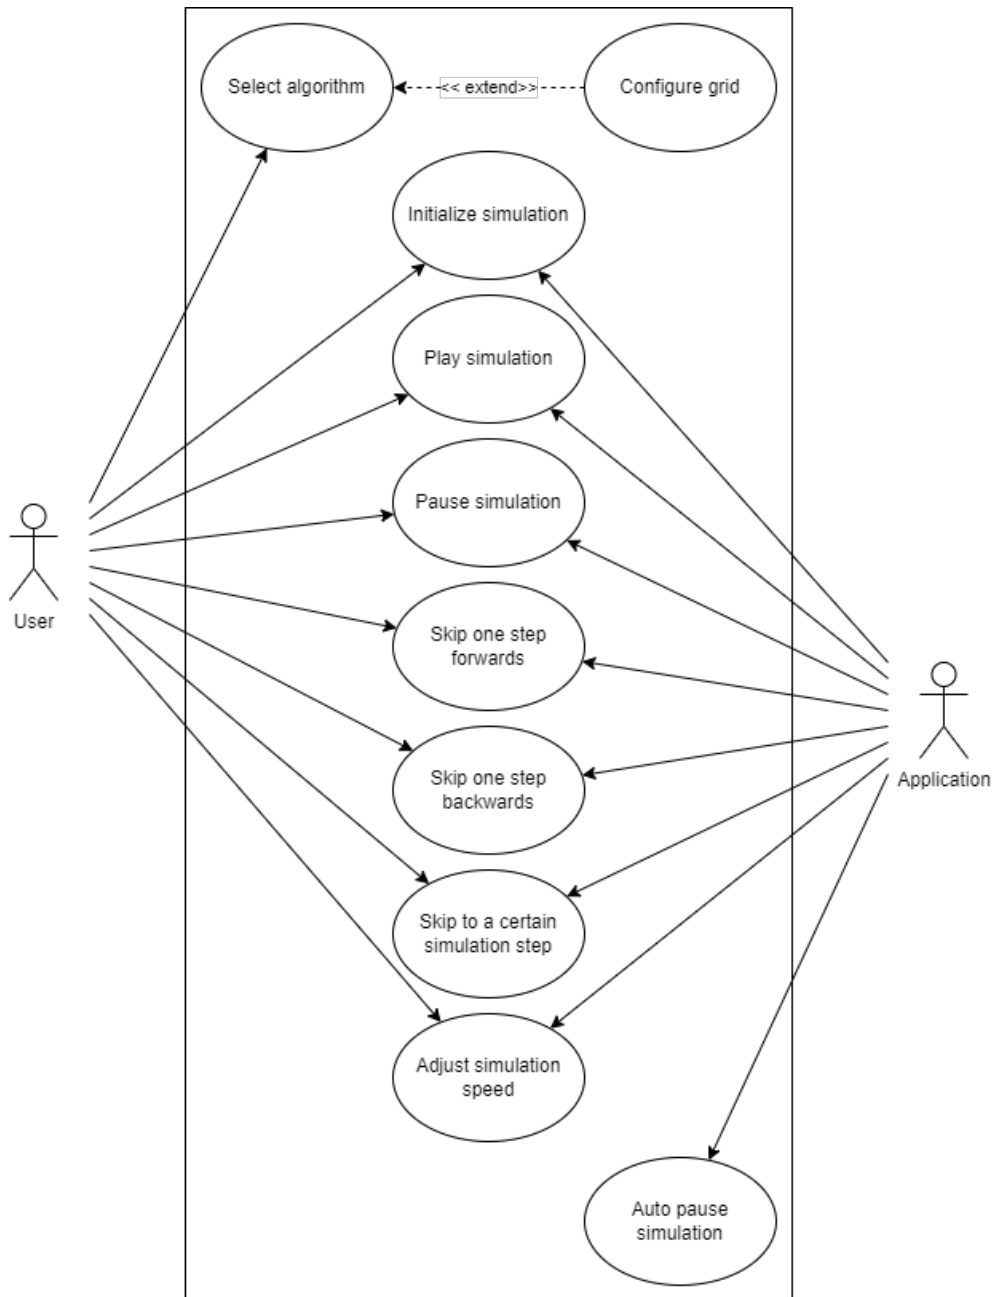 Select algorithm
<< extend>>
Configure grid
Initialize simulation
Play simulation
Pause simulation
Skip one step
forwards
User
Skip one step
backwards
Application
Skip to a certain
simulation step
Adjust simulation
speed
Auto pause
simulation